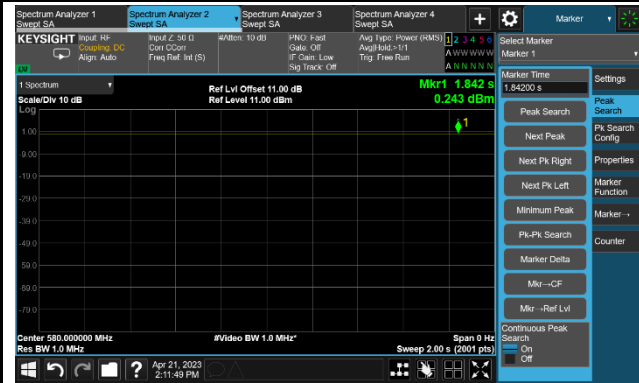 Spectrum Analyzer 1
Swept SA
Spectrum Analyzer 2
Swept SA
Spectrum Analyzer 3
Swept SA
Spectrum Analyzer 4
Swept SA
Marker
KEYSIGHT
Input: RF
Coupling: DC
Align: Auto
Input Z: 50 Ω
Corr CCorr
Freq Ref: Int (S)
#Atten: 10 dB
PNO: Fast
Gate: Off
IF Gain: Low
Sig Track: Off
Avg Type: Power (RMS)
Avg|Hold:>1/1
Trig: Free Run
1 2 3 4 5 6
A W W W W W
A N N N N N
Select Marker
Marker 1
1 Spectrum
Scale/Div 10 dB
Log
Ref Lvl Offset 11.00 dB
Ref Level 11.00 dBm
Mkr1 1.842 s
0.243 dBm
1
1.00
-9.00
-19.0
-29.0
-39.0
-49.0
-59.0
-69.0
-79.0
Center 580.000000 MHz
Res BW 1.0 MHz
#Video BW 1.0 MHz*
Span 0 Hz
Sweep 2.00 s (2001 pts)
Marker Time
1.84200 s
Peak Search
Next Peak
Next Pk Right
Next Pk Left
Minimum Peak
Pk-Pk Search
Marker Delta
Mkr→CF
Mkr→Ref Lvl
Continuous Peak
Search
On
Off
Settings
Peak
Search
Pk Search
Config
Properties
Marker
Function
Marker→
Counter
Apr 21, 2023
2:11:49 PM